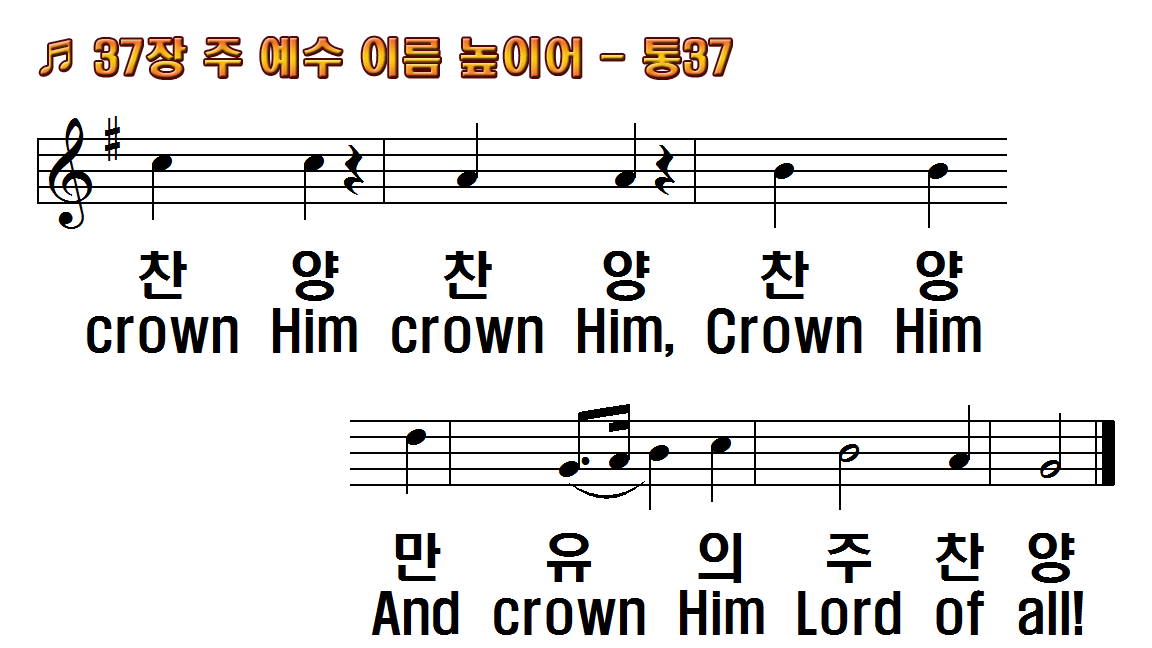 ♬ 37장 주 예수 이름 높이어 - 통37
찬 양 찬 양 찬 양
crown Him crown Him, Crown Him
만 유 의 주 찬 양
And crown Him Lord of all!